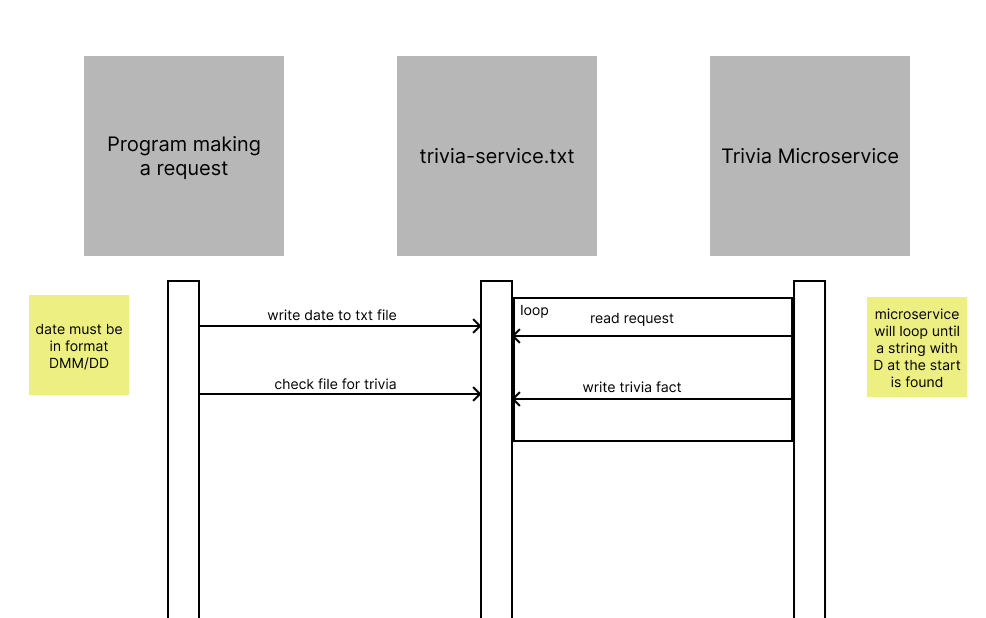 Program making
a request
trivia-service.txt
Trivia Microservice
date must be
in format
DMM/DD
write date to txt file
check file for trivia
loop
read request
write trivia fact
microservice
will loop until
a string with
D at the start
is found